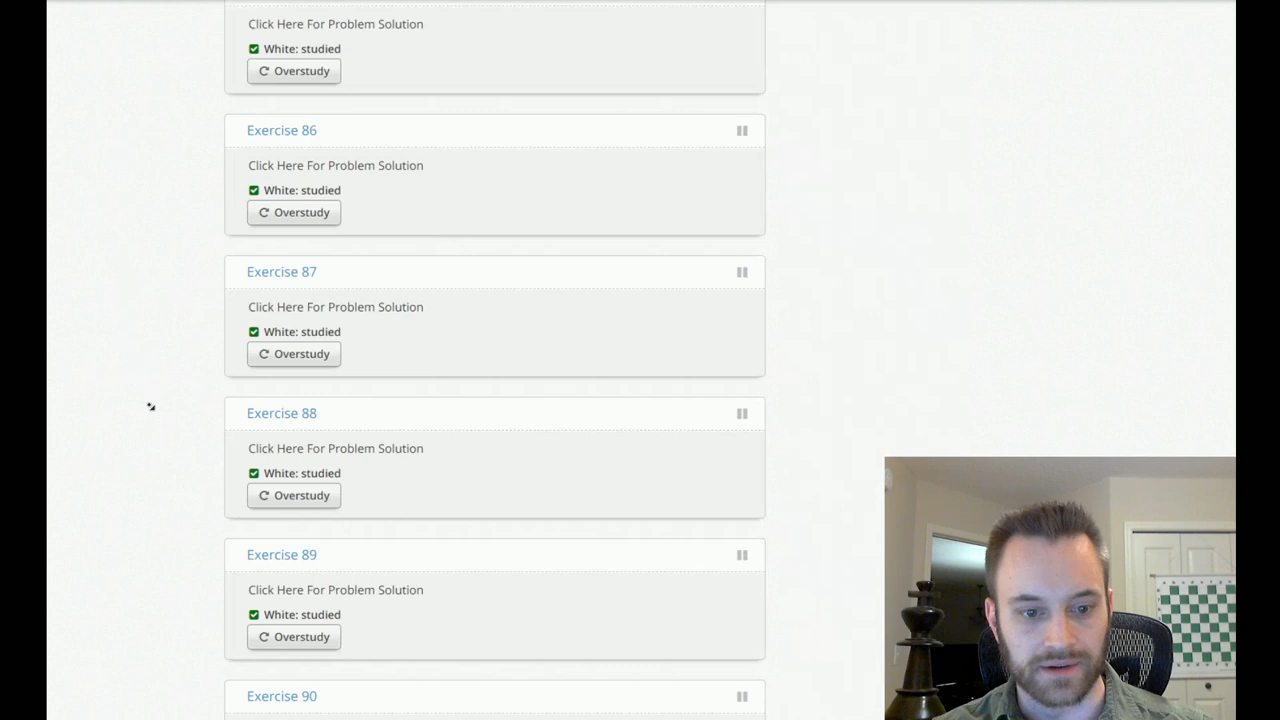 Click Here For Problem Solution
White: studied
Overstudy
Exercise 86
Click Here For Problem Solution
White: studied
Overstudy
Exercise 87
Click Here For Problem Solution
White: studied
Overstudy
Exercise 88
Click Here For Problem Solution
White: studied
Overstudy
Exercise 89
Click Here For Problem Solution
White: studied
Overstudy
Exercise 90